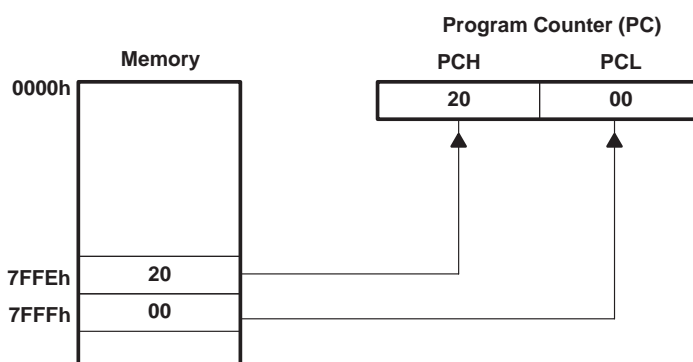 Program Counter (PC)
Memory
PCH PCL
0000h
20 00
7FFEh 20
7FFFh 00